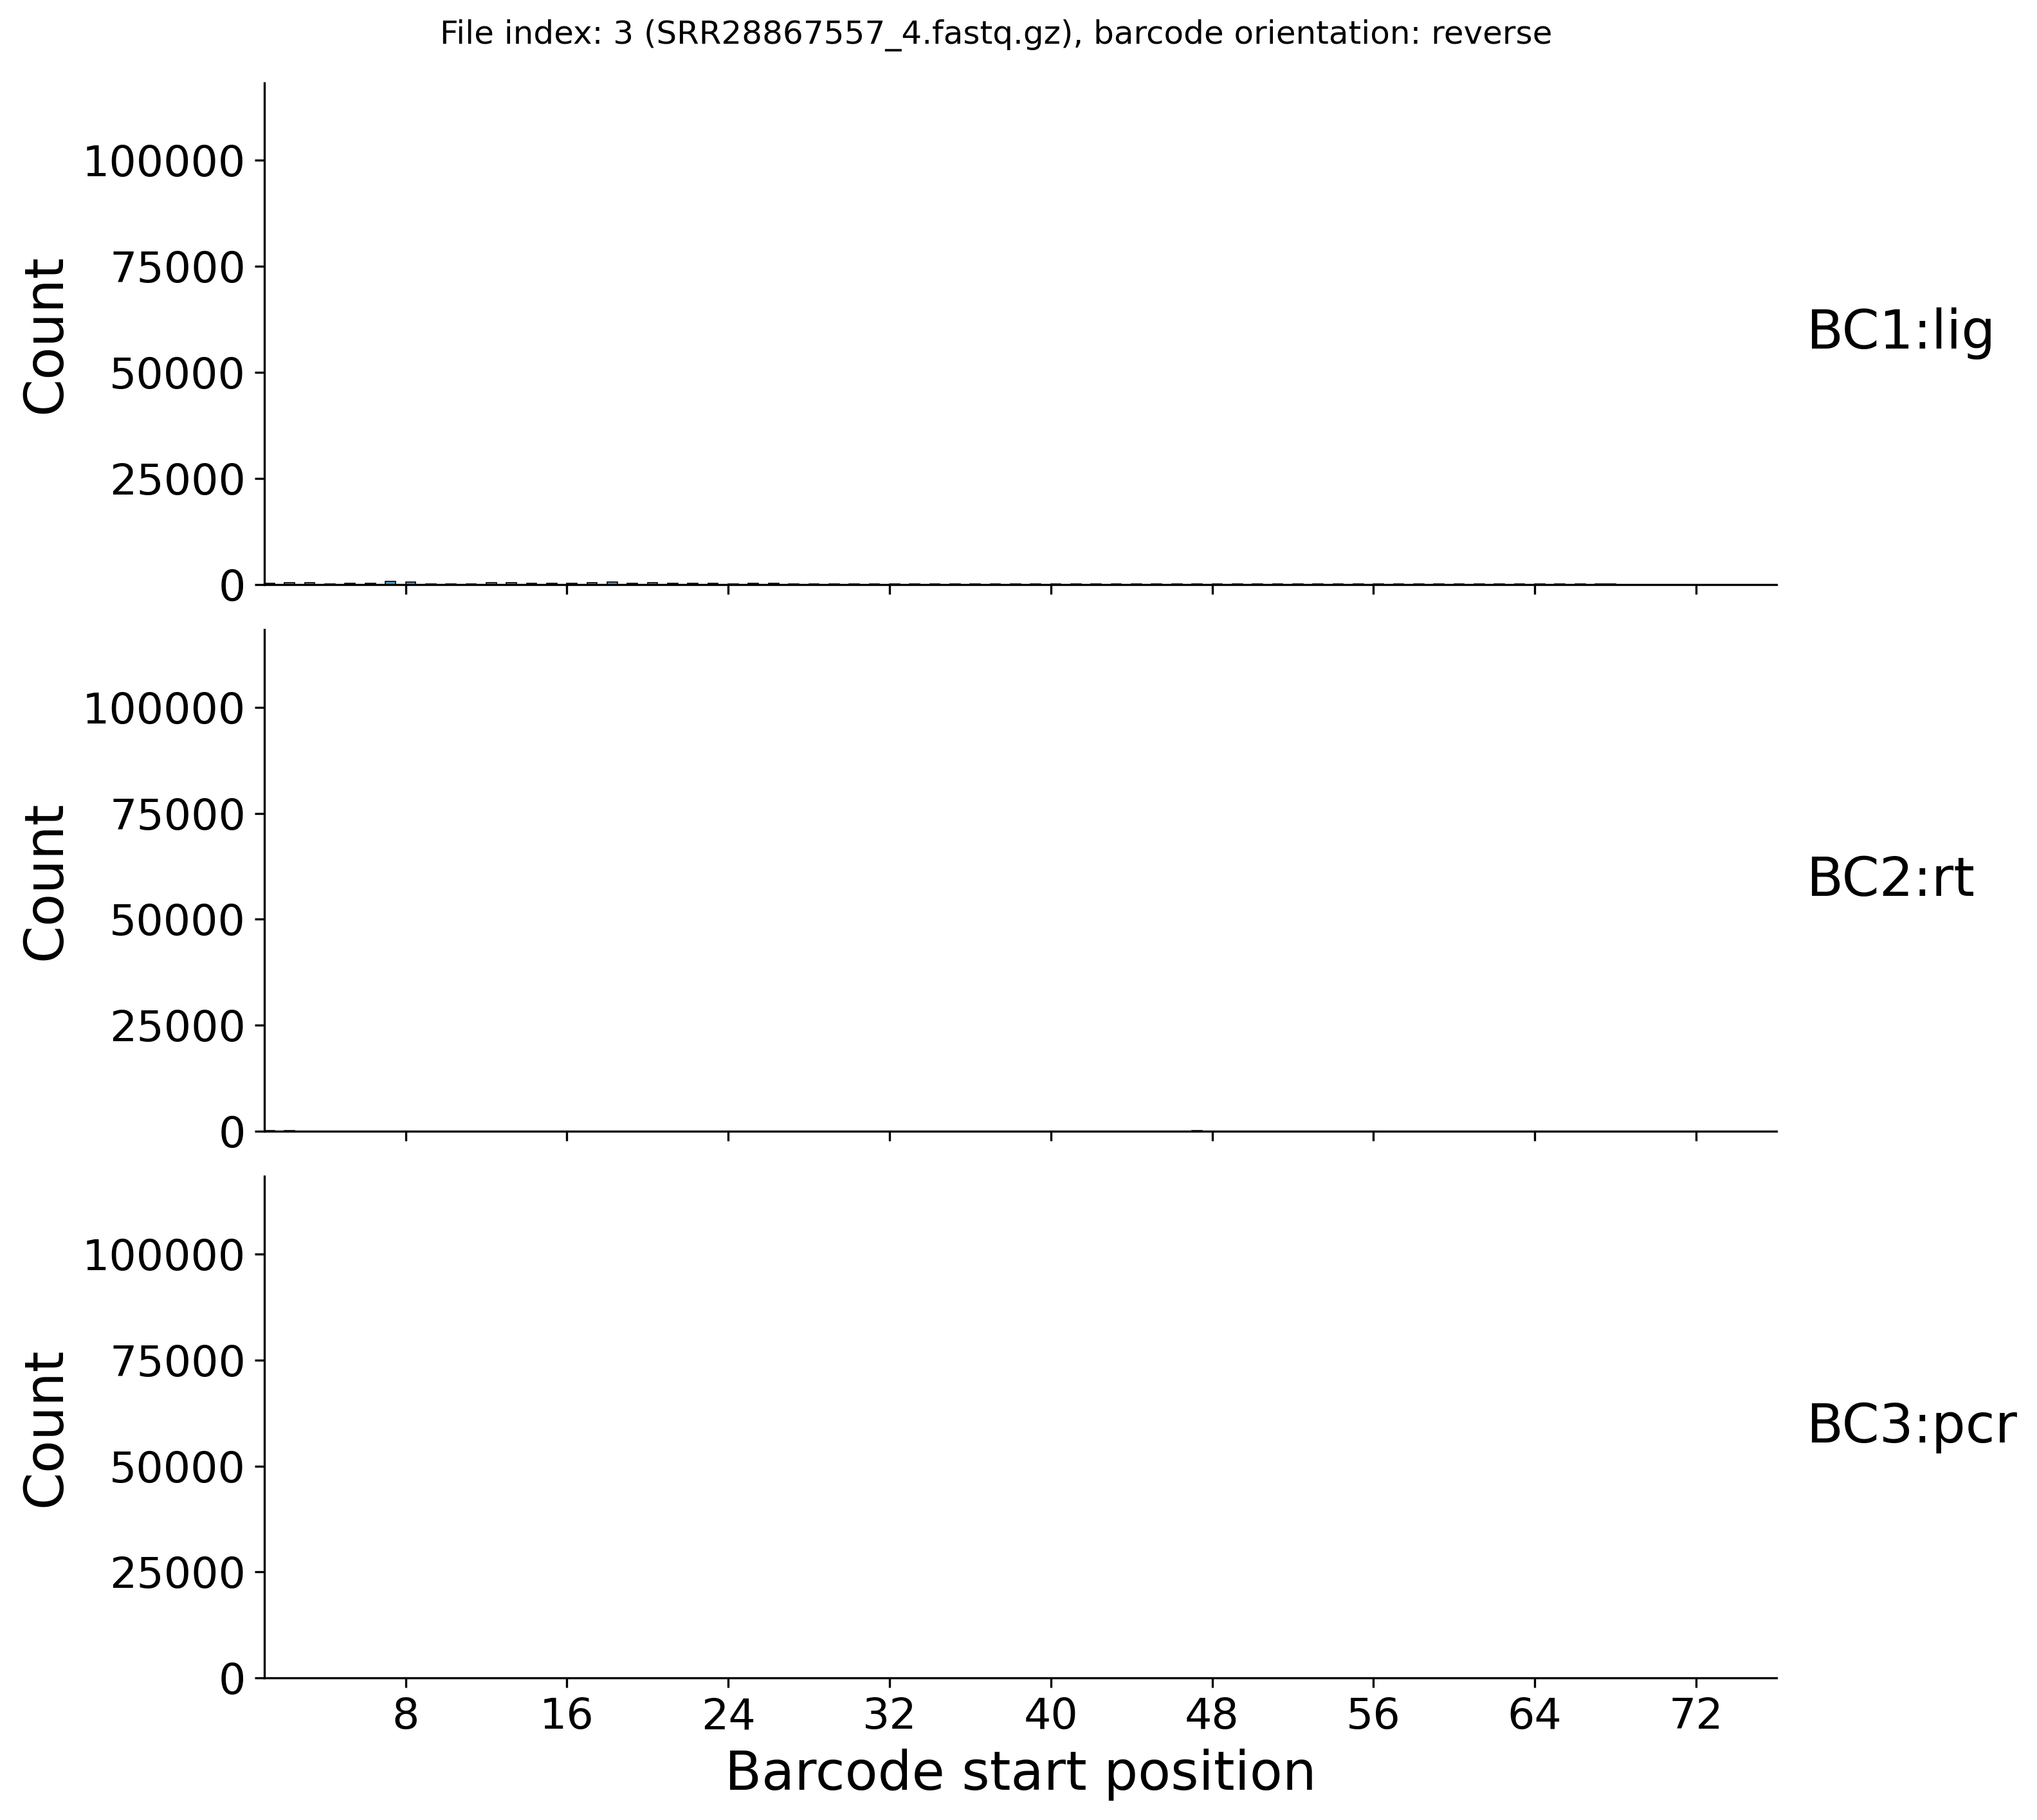 File index: 3 (SRR28867557_4.fastq.gz), barcode orientation: reverse
100000
75000
50000
25000
0
Count
BC1:lig
100000
75000
50000
25000
0
Count
BC2:rt
100000
75000
50000
25000
0
Count
BC3:pcr
8 16 24 32 40 48 56 64 72
Barcode start position